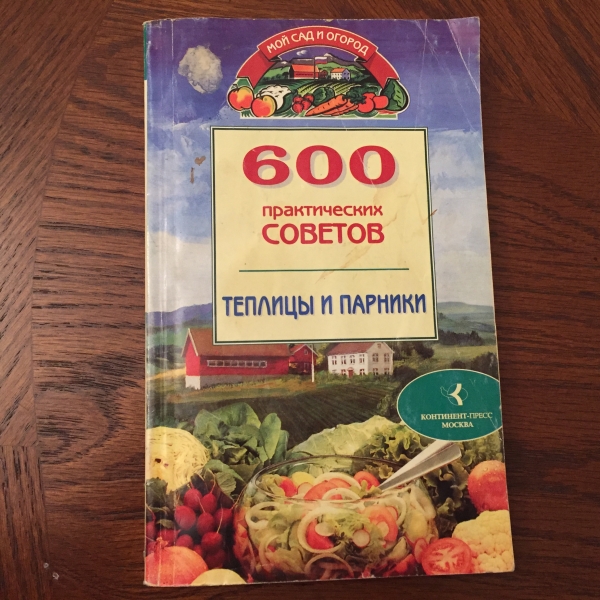 МОЙ САД И ОГОРОД
600
практических
СОВЕТОВ
ТЕПЛИЦЫ И ПАРНИКИ
КОНТИНЕНТ-ПРЕСС
МОСКВА